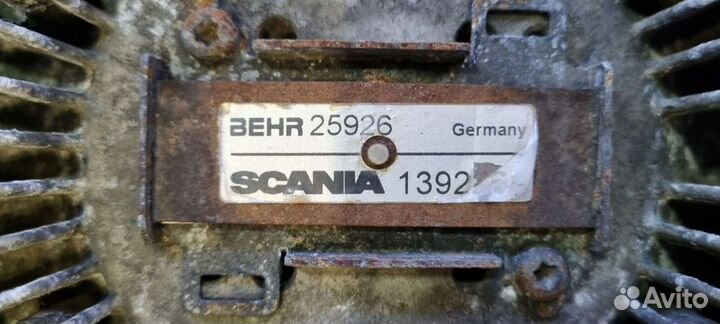 BEHR 25926 Germany
SCANIA 1392
Avito